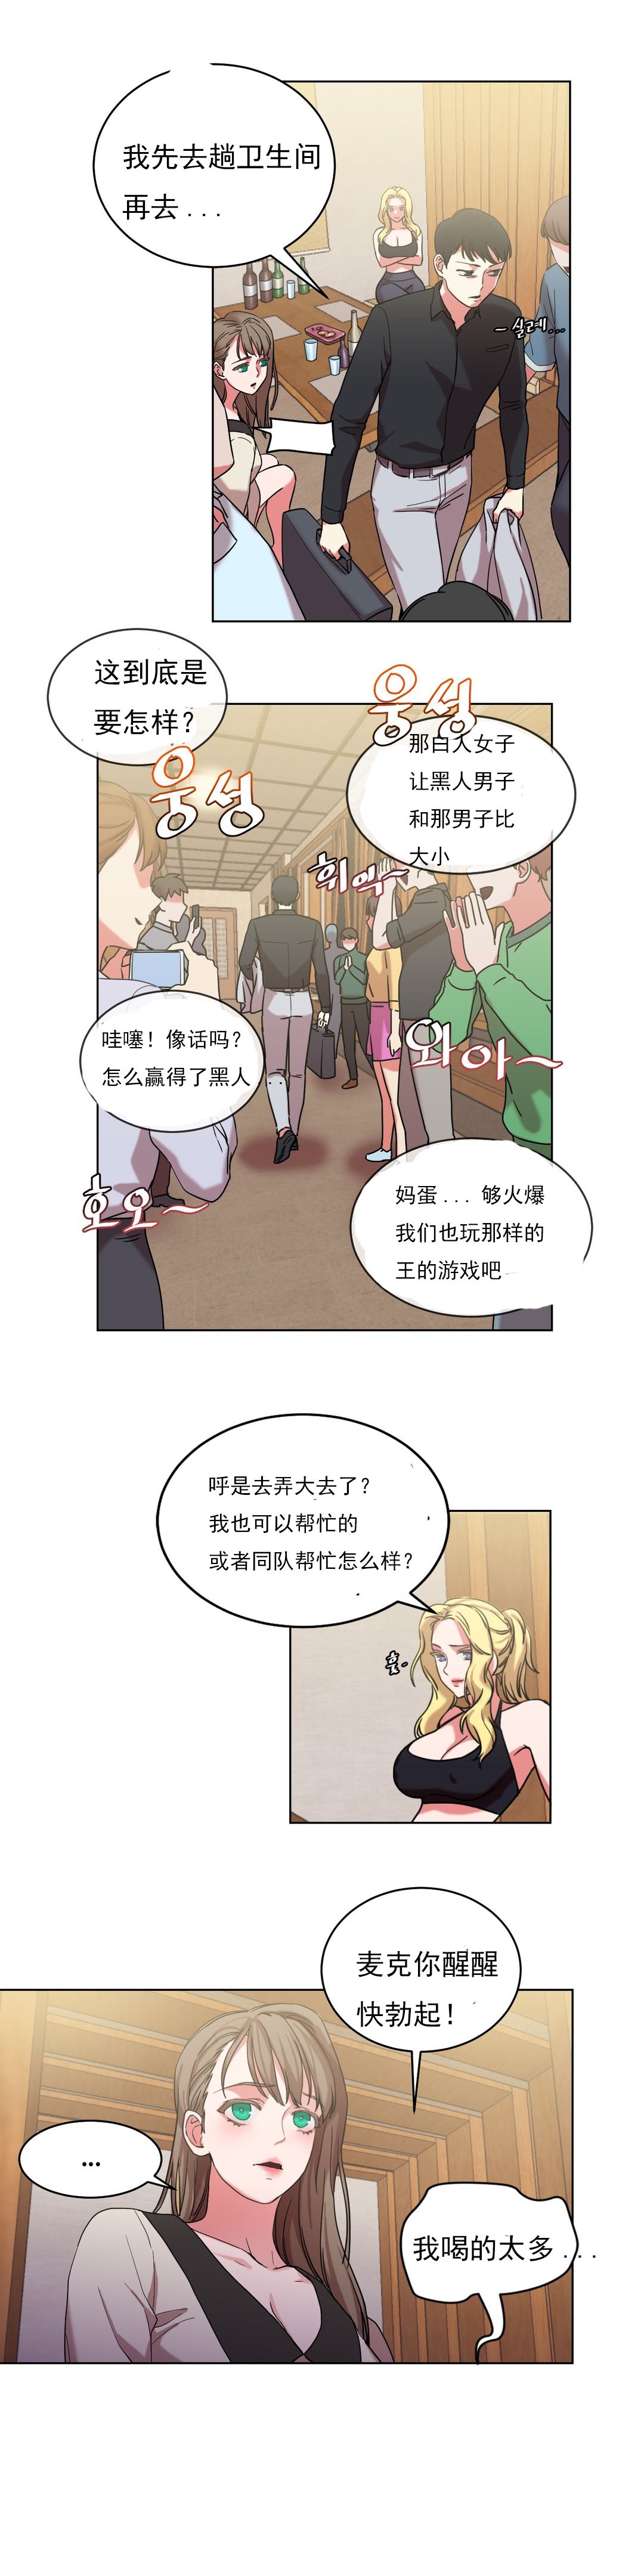 我先去趟卫生间
再去...
-실례...
这到底是
要怎样？
웅성
웅성
那白人女子
让黑人男子
和那男子比
大小
휘익~
哇噻！像话吗？
怎么赢得了黑人
와아~
호오~
妈蛋...够火爆
我们也玩那样的
王的游戏吧
呼是去弄大去了？
我也可以帮忙的
或者同队帮忙怎么样？
훗.
麦克你醒醒
快勃起！
...
我喝的太多...